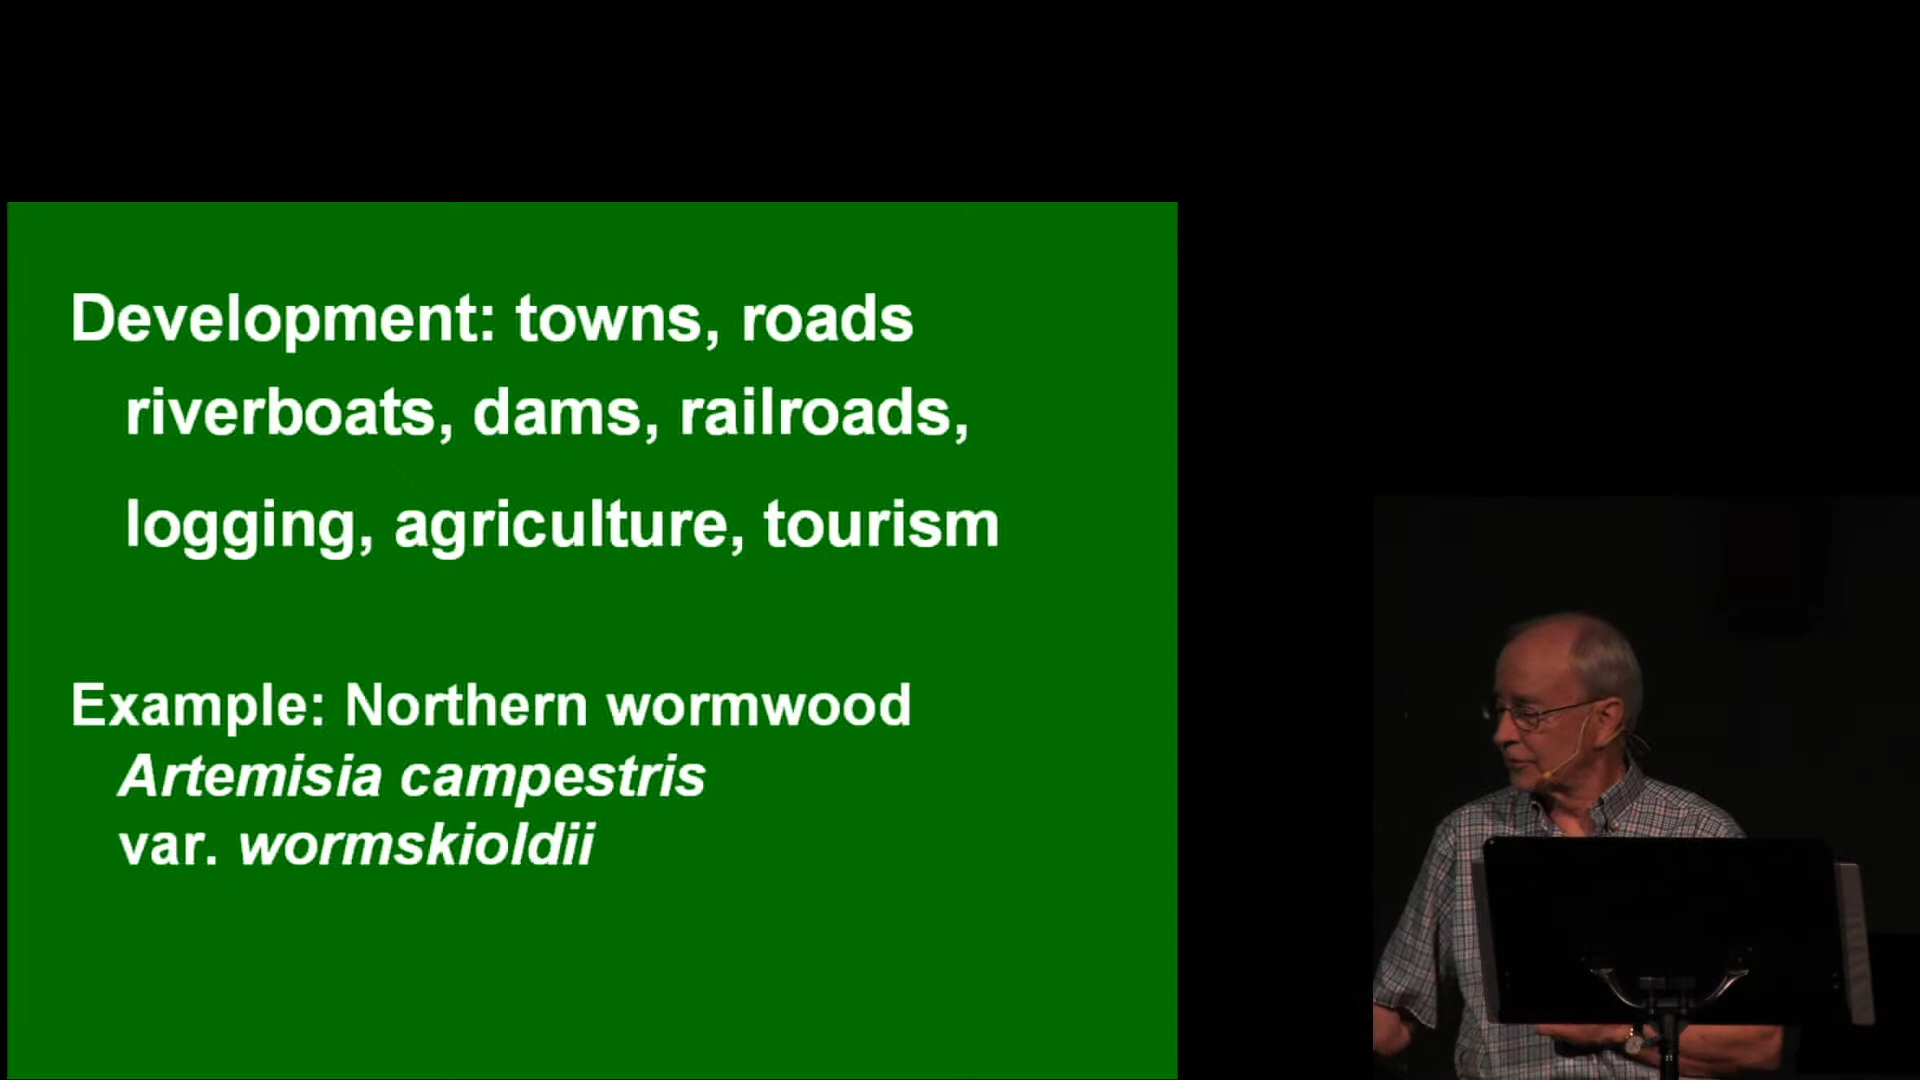 Development: towns, roads
riverboats, dams, railroads,
logging, agriculture, tourism
Example: Northern wormwood
Artemisia campestris
var. wormskioldii